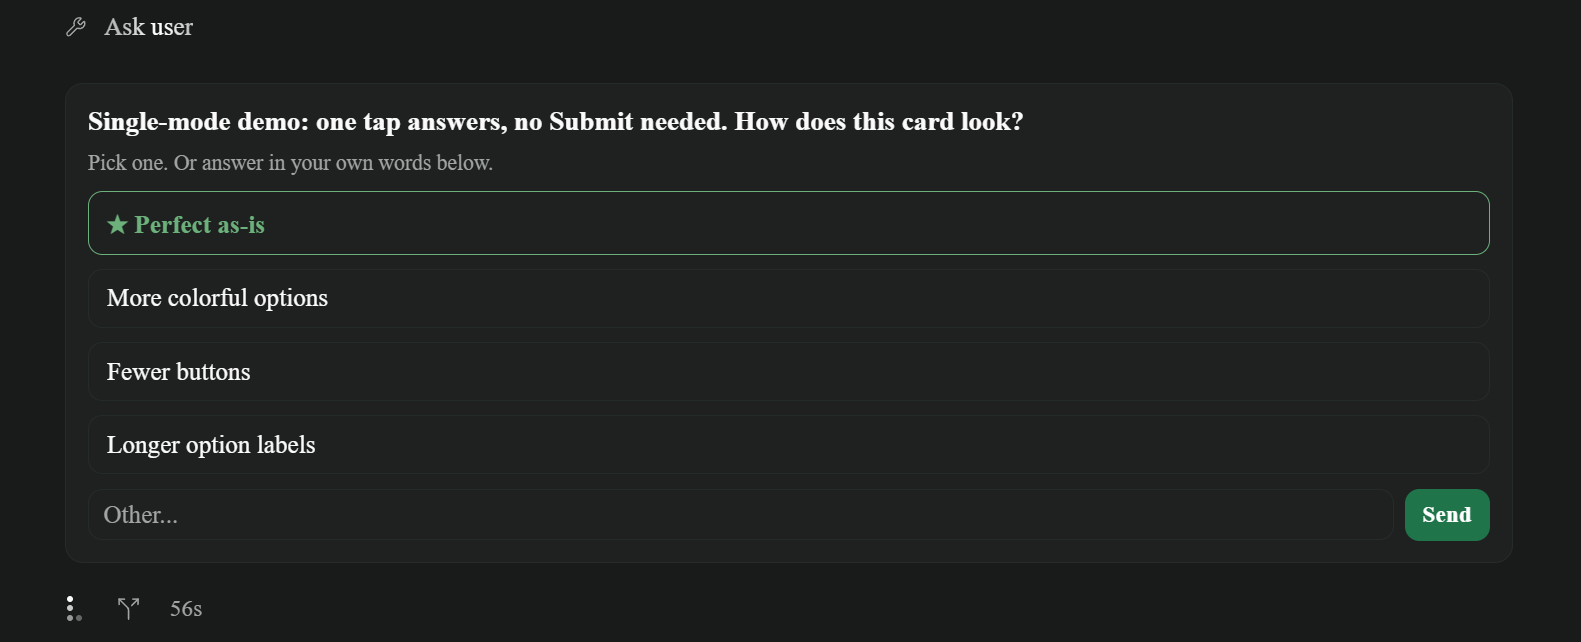 Ask user
Single-mode demo: one tap answers, no Submit needed. How does this card look?
Pick one. Or answer in your own words below.
★ Perfect as-is
More colorful options
Fewer buttons
Longer option labels
Other...
Send
56s